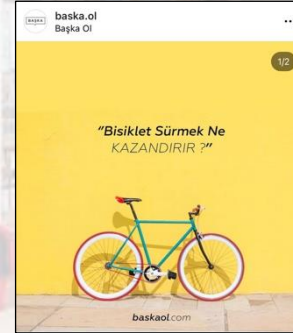 baska.ol
Başka Ol
1/2
"Bisiklet Sürmek Ne
KAZANDIRIR ?"
baskaol.com